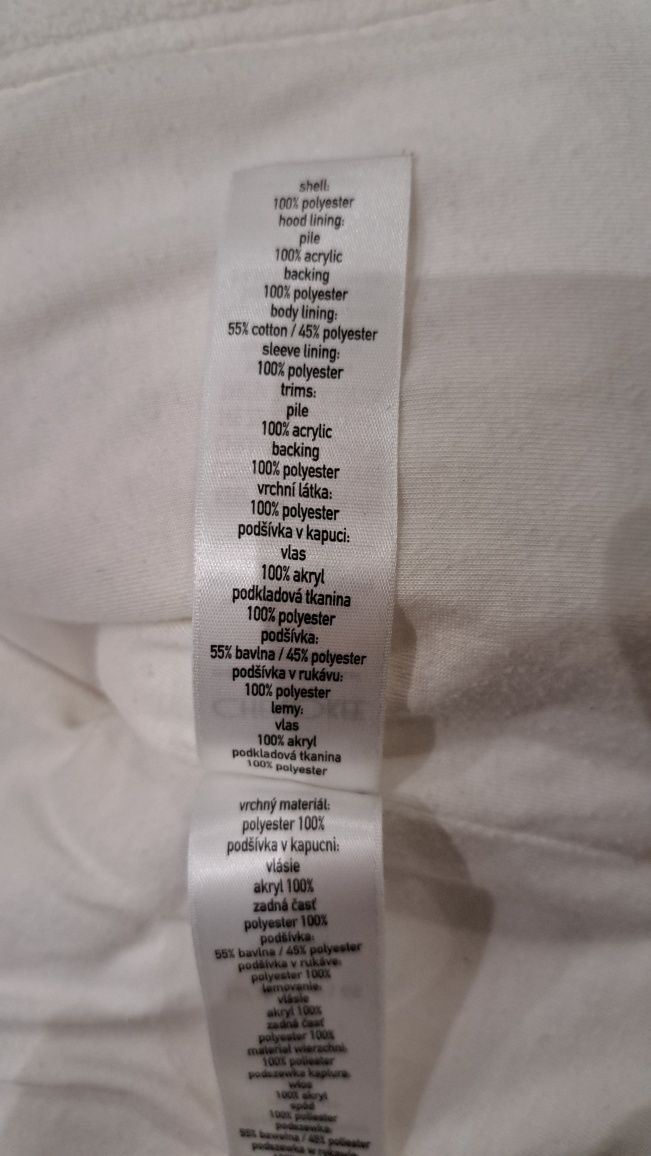 shell:
100% polyester
hood lining:
pile
100% acrylic
backing
100% polyester
body lining:
55% cotton / 45% polyester
sleeve lining:
100% polyester
trims:
pile
100% acrylic
backing
100% polyester
vrchní látka:
100% polyester
podšívka v kapuci:
vlas
100% akryl
podkladová tkanina
100% polyester
podšívka:
55% bavlna / 45% polyester
podšívka v rukávu:
100% polyester
lemy:
vlas
100% akryl
podkladová tkanina
100% polyester
vrchný materiál:
polyester 100%
podšívka v kapucni:
vlásie
akryl 100%
zadná časť
polyester 100%
podšívka:
55% bavlna / 45% polyester
podšívka v rukáve:
polyester 100%
lemovanie:
vlásie
akryl 100%
zadná časť
polyester 100%
materiał wierzchni:
100% poliester
podszewka kaptura:
włos
100% akryl
spód
100% poliester
podszewka:
55% bawełna / 45% poliester
podszewka w